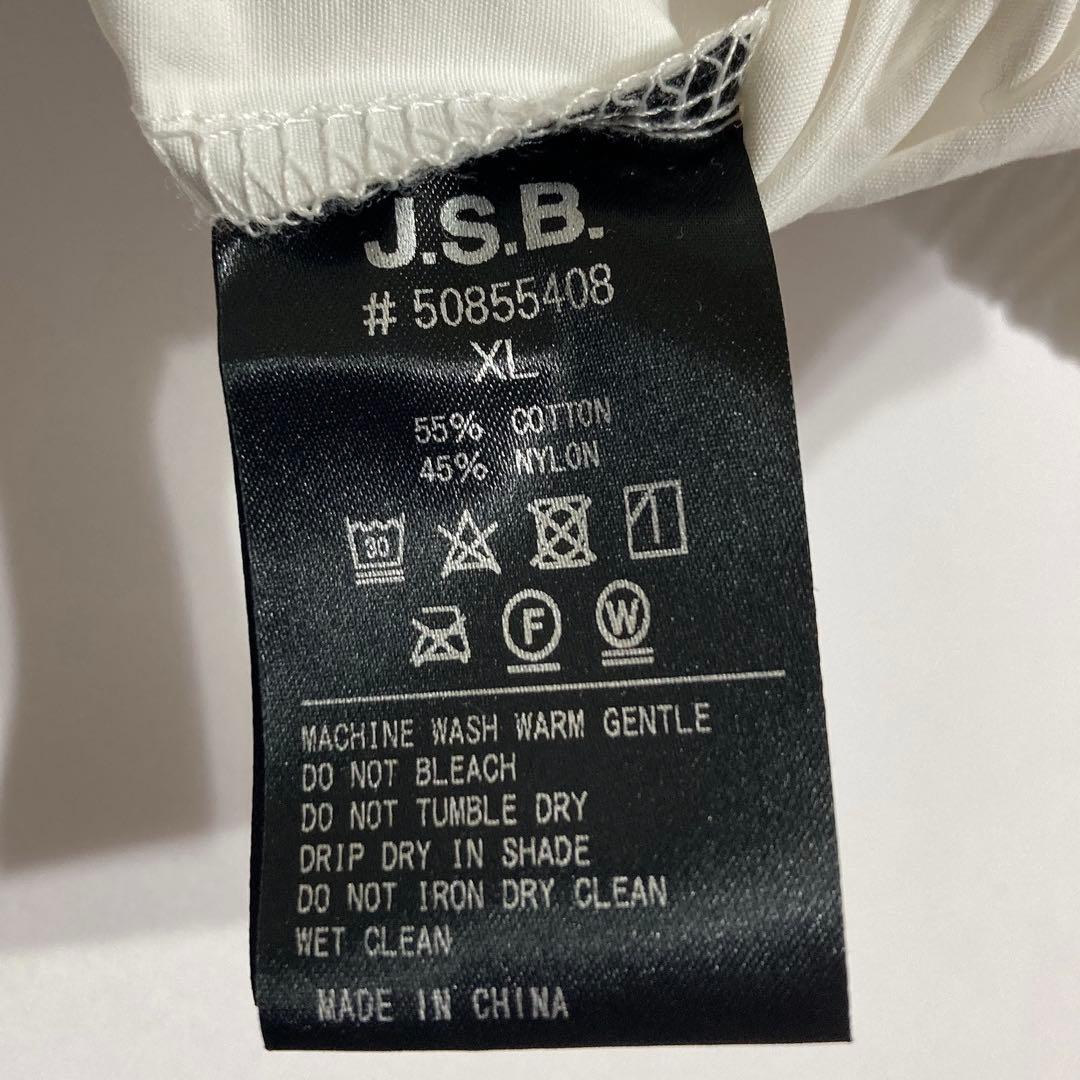 J.S.B.
# 50855408
XL
55% COTTON
45% NYLON
30
F W
MACHINE WASH WARM GENTLE
DO NOT BLEACH
DO NOT TUMBLE DRY
DRIP DRY IN SHADE
DO NOT IRON DRY CLEAN
WET CLEAN
MADE IN CHINA